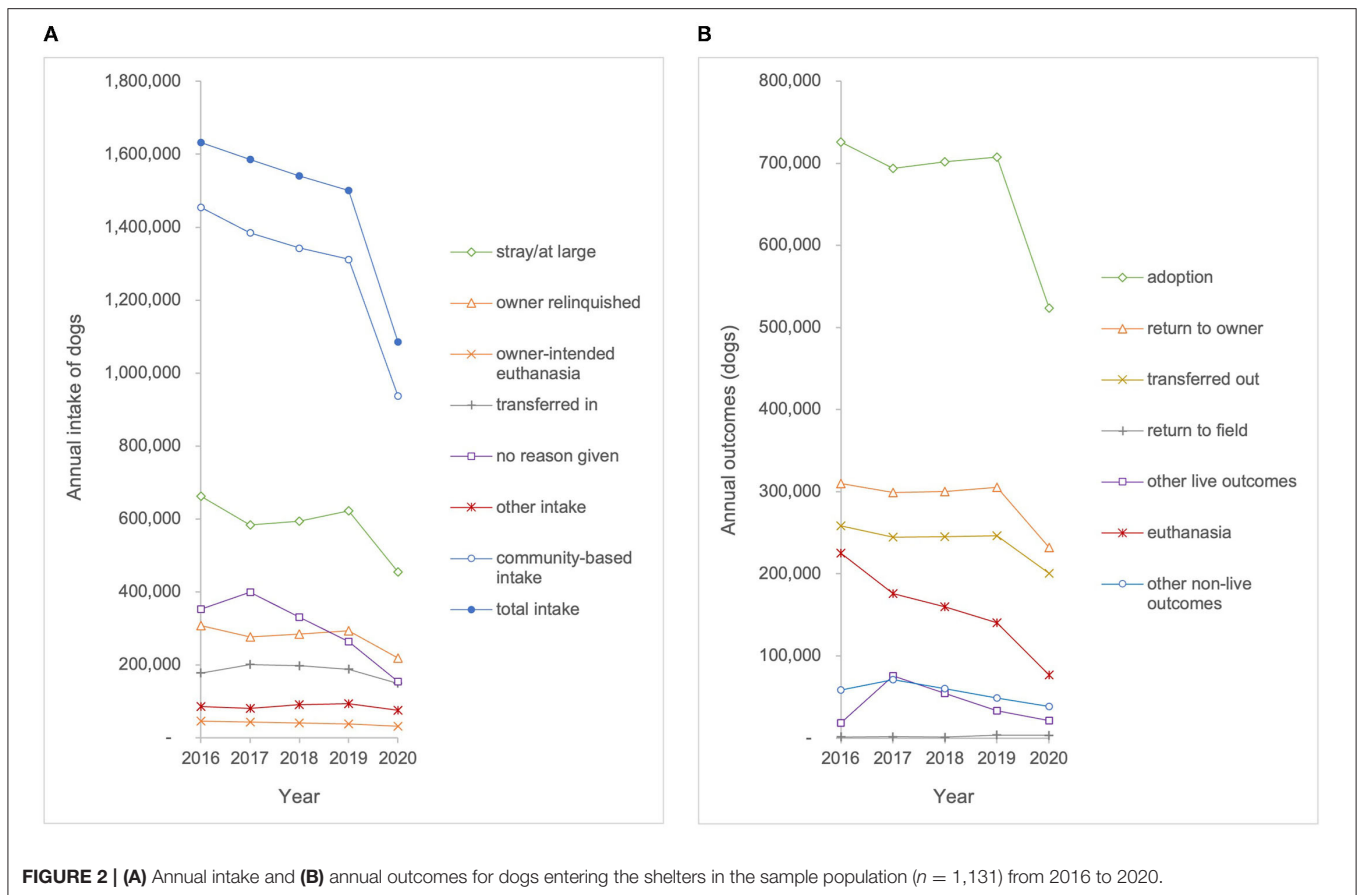 A
1,800,000
1,600,000
1,400,000
1,200,000
1,000,000
800,000
600,000
400,000
200,000
-
Annual intake of dogs
2016 2017 2018 2019 2020
Year
stray/at large
owner relinquished
owner-intended
euthanasia
transferred in
no reason given
other intake
community-based
intake
total intake
B
800,000
700,000
600,000
500,000
400,000
300,000
200,000
100,000
-
Annual outcomes (dogs)
2016 2017 2018 2019 2020
Year
adoption
return to owner
transferred out
return to field
other live outcomes
euthanasia
other non-live
outcomes
FIGURE 2 | (A) Annual intake and (B) annual outcomes for dogs entering the shelters in the sample population (n = 1,131) from 2016 to 2020.